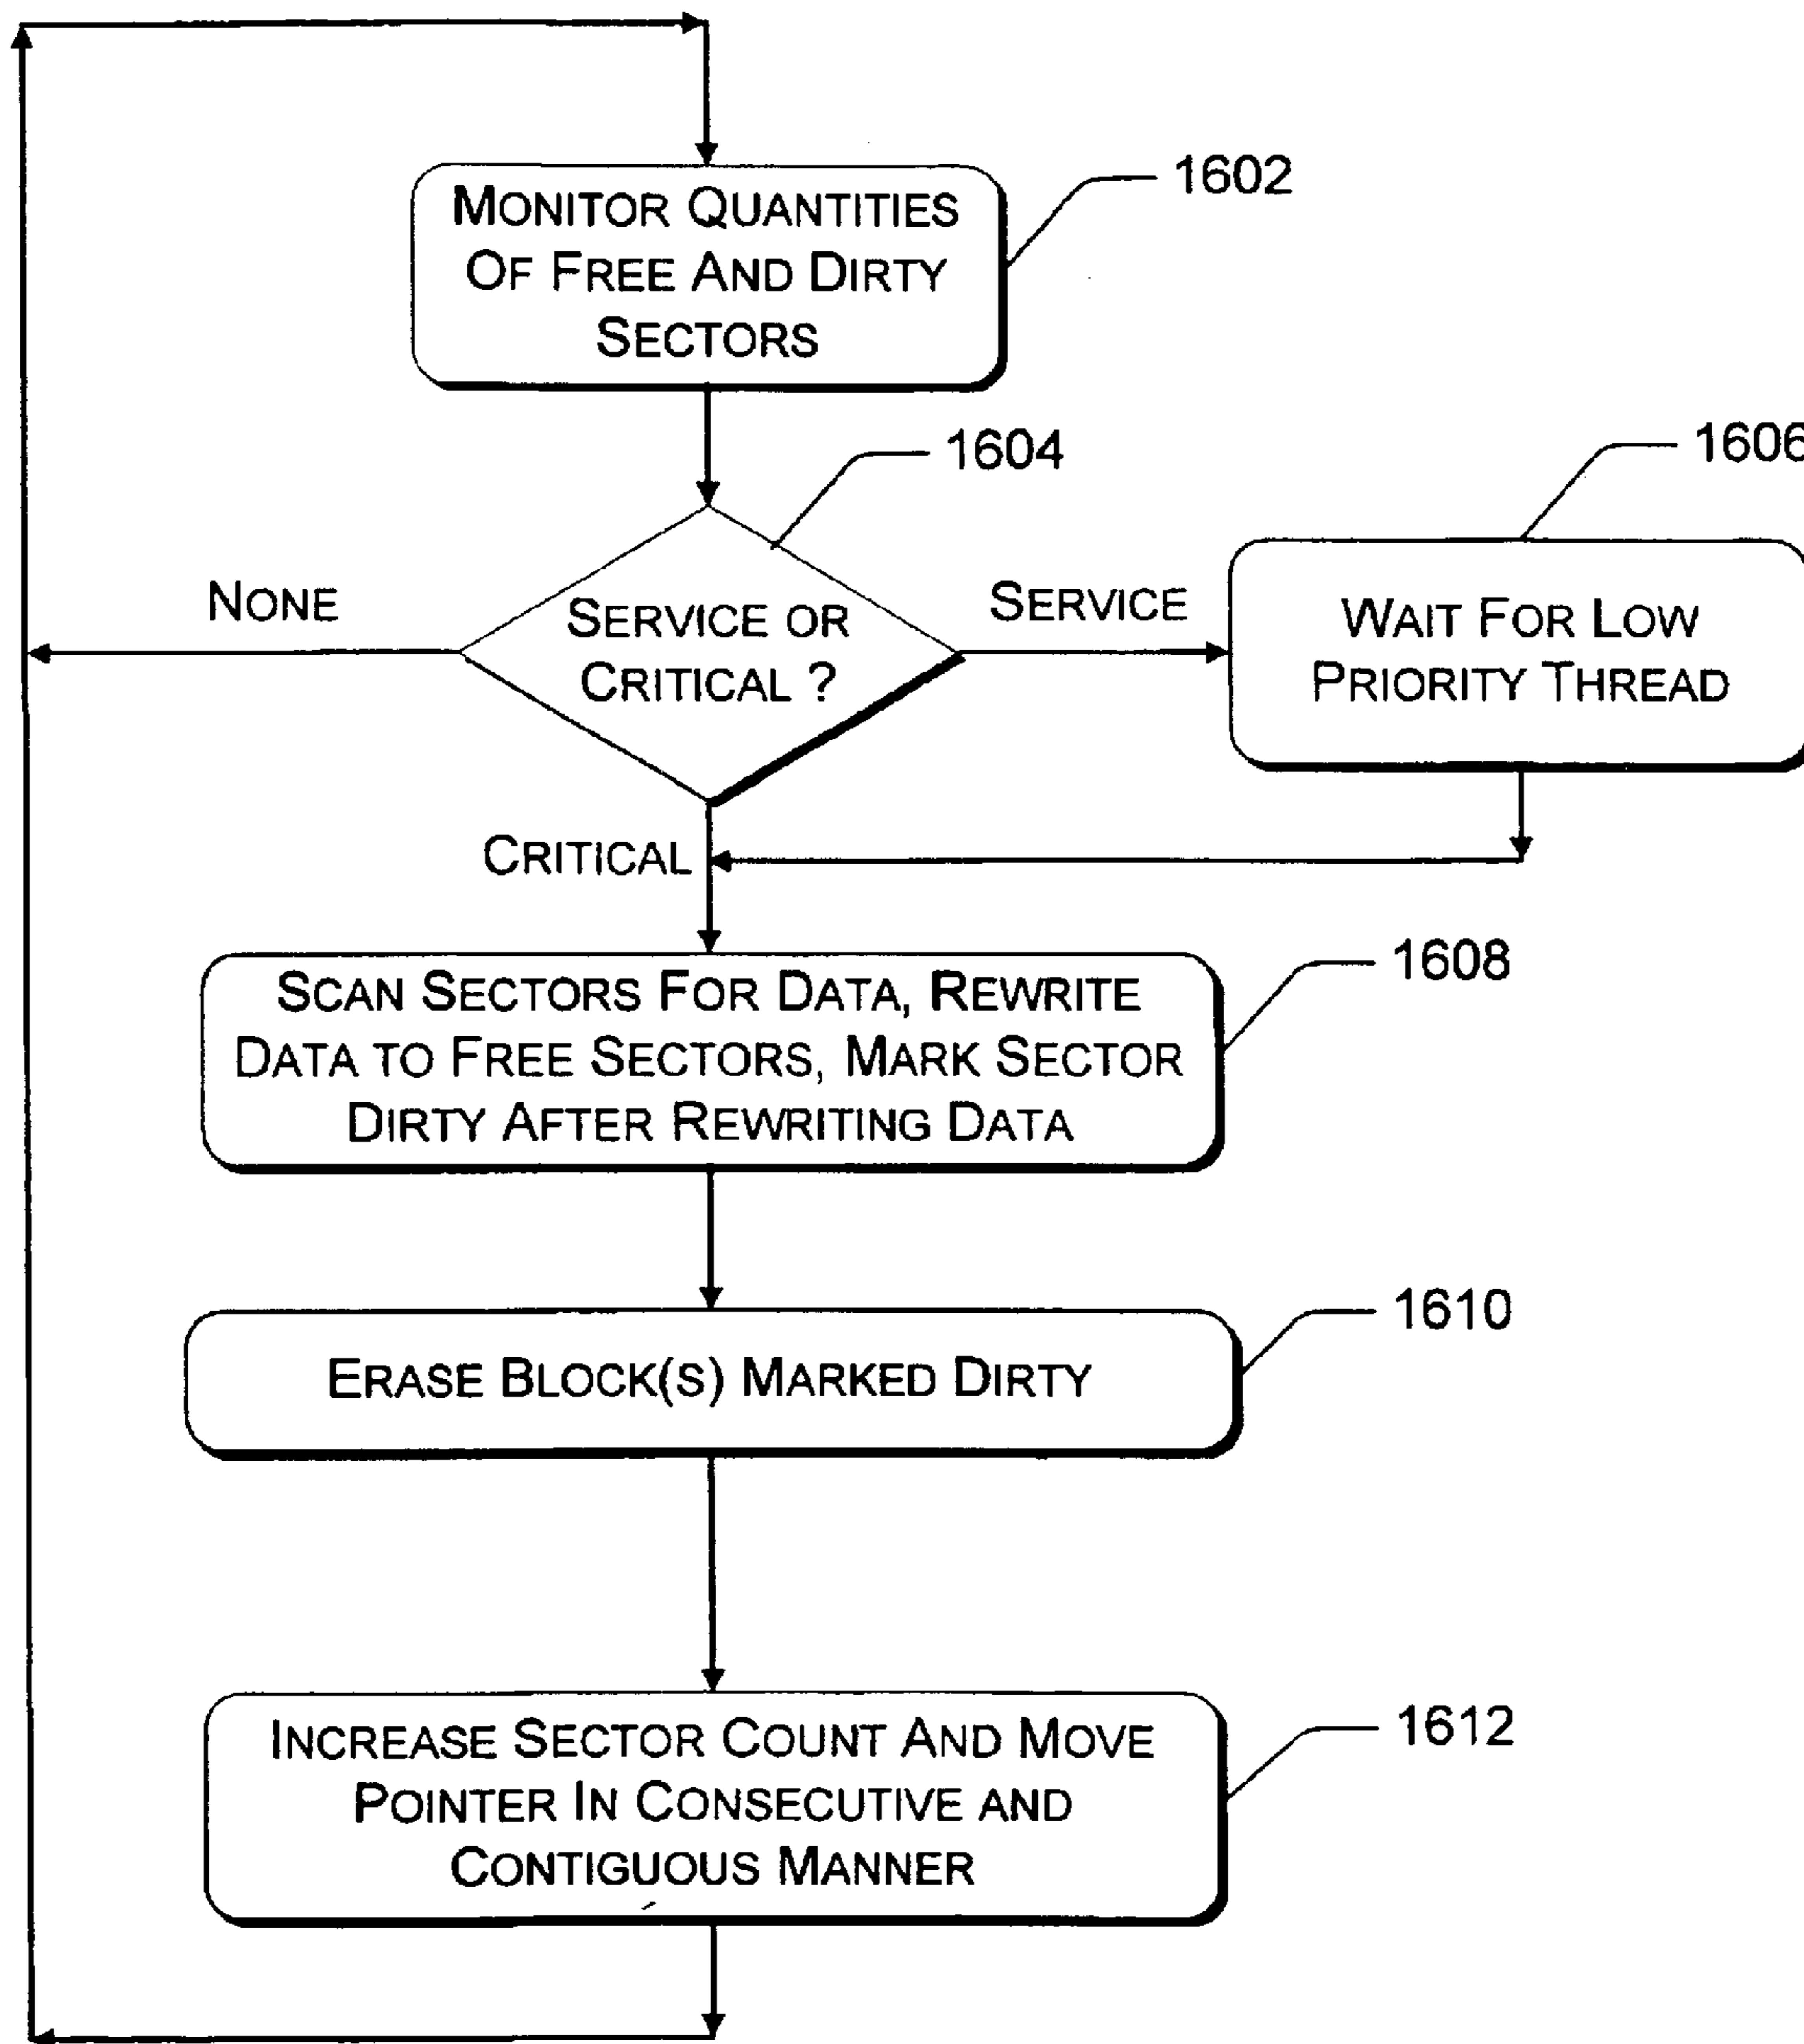 MONITOR QUANTITIES
OF FREE AND DIRTY
SECTORS
1602
1604
1606
NONE
SERVICE OR
CRITICAL ?
SERVICE
WAIT FOR LOW
PRIORITY THREAD
CRITICAL
SCAN SECTORS FOR DATA, REWRITE
DATA TO FREE SECTORS, MARK SECTOR
DIRTY AFTER REWRITING DATA
1608
ERASE BLOCK(S) MARKED DIRTY
1610
INCREASE SECTOR COUNT AND MOVE
POINTER IN CONSECUTIVE AND
CONTIGUOUS MANNER
1612